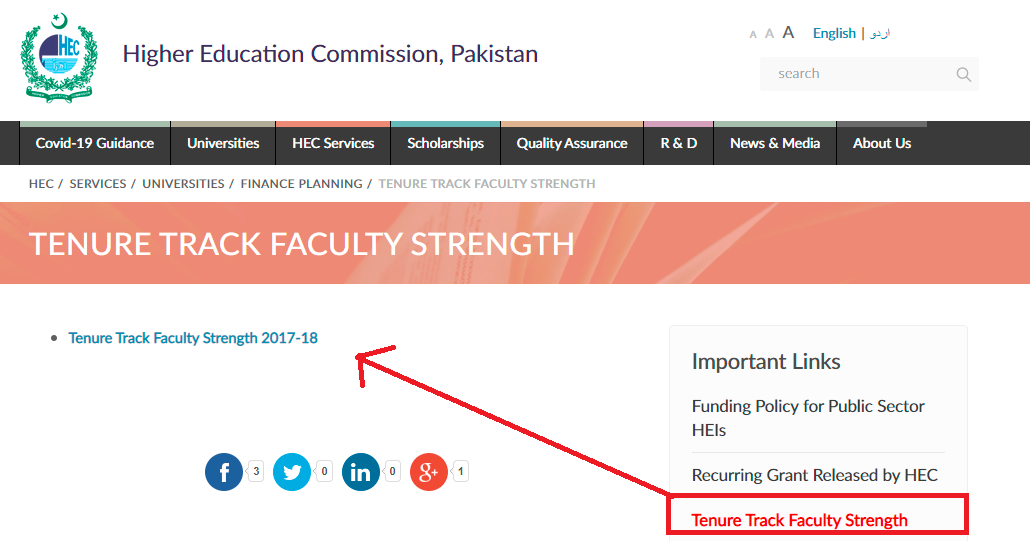 HEC
Higher Education Commission, Pakistan
A A A English | اردو
search
Covid-19 Guidance Universities HEC Services Scholarships Quality Assurance R & D News & Media About Us
HEC / SERVICES / UNIVERSITIES / FINANCE PLANNING / TENURE TRACK FACULTY STRENGTH
TENURE TRACK FACULTY STRENGTH
• Tenure Track Faculty Strength 2017-18
Important Links
Funding Policy for Public Sector
HEIs
Recurring Grant Released by HEC
Tenure Track Faculty Strength
f 3 0 in 0 g+ 1